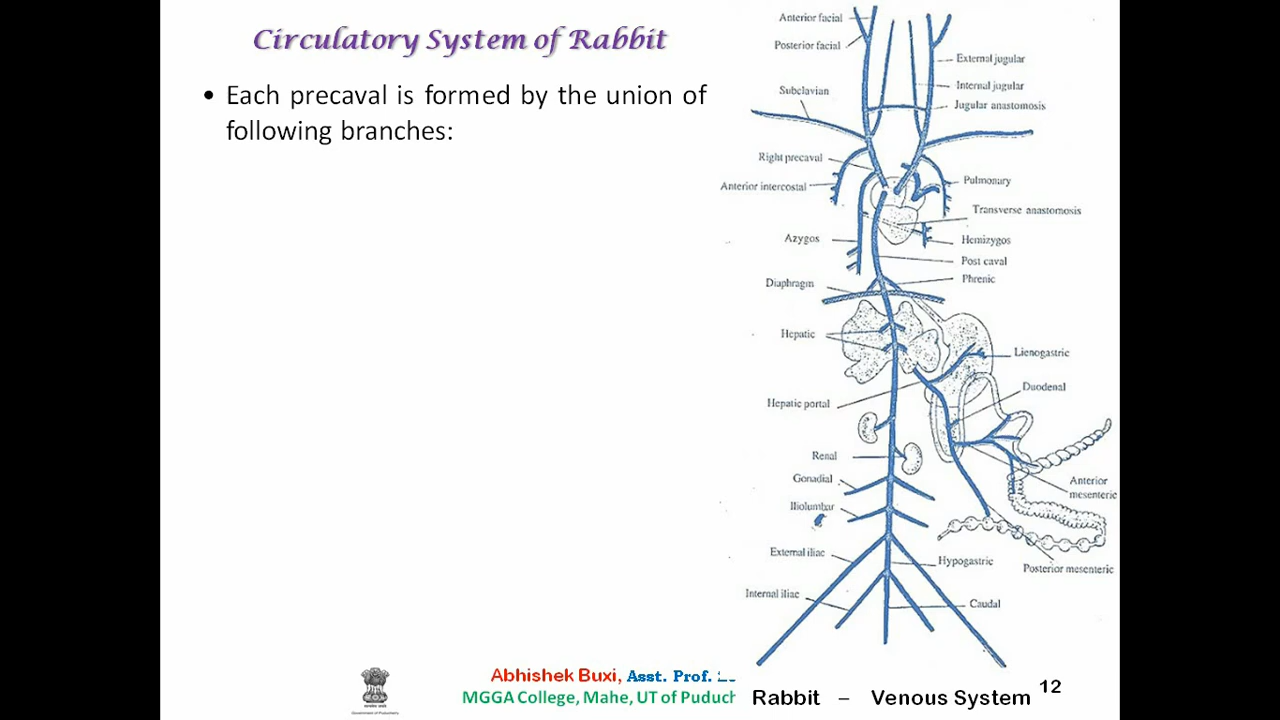 Circulatory System of Rabbit
• Each precaval is formed by the union of
following branches:
Anterior facial
Posterior facial
External jugular
Internal jugular
Subclavian
Jugular anastomosis
Right precaval
Anterior intercostal
Pulmonary
Transverse anastomosis
Azygos
Hemizygos
Post caval
Phrenic
Diaphragm
Hepatic
Lienogastric
Duodenal
Hepatic portal
Renal
Gonadial
Anterior
mesenteric
Iliolumbar
External iliac
Hypogastric
Posterior mesenteric
Internal iliac
Caudal
Abhishek Buxi, Asst. Prof.
MGGA College, Mahe, UT of Puduch
Rabbit – Venous System
12